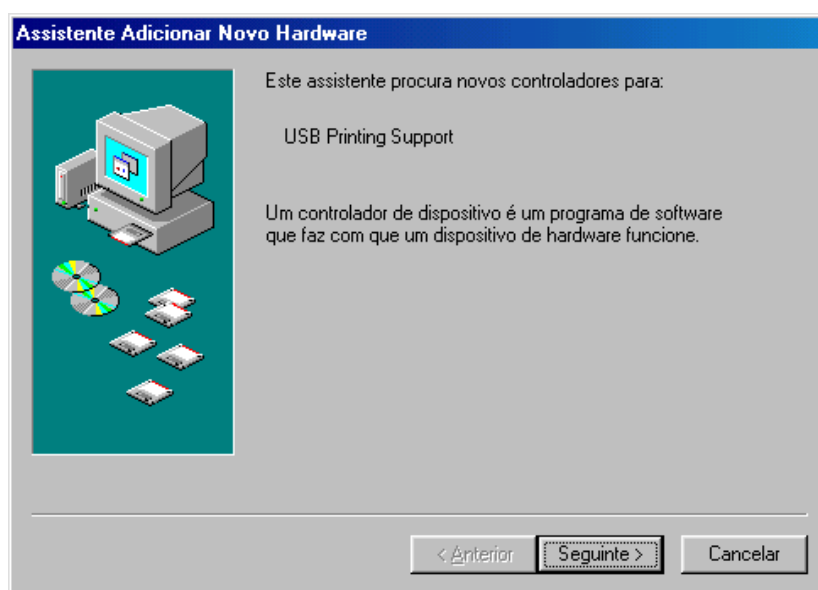 Assistente Adicionar Novo Hardware
Este assistente procura novos controladores para:
USB Printing Support
Um controlador de dispositivo é um programa de software
que faz com que um dispositivo de hardware funcione.
< Anterior
Seguinte >
Cancelar